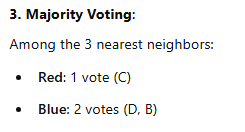 3. Majority Voting:
Among the 3 nearest neighbors:
• Red: 1 vote (C)
• Blue: 2 votes (D, B)